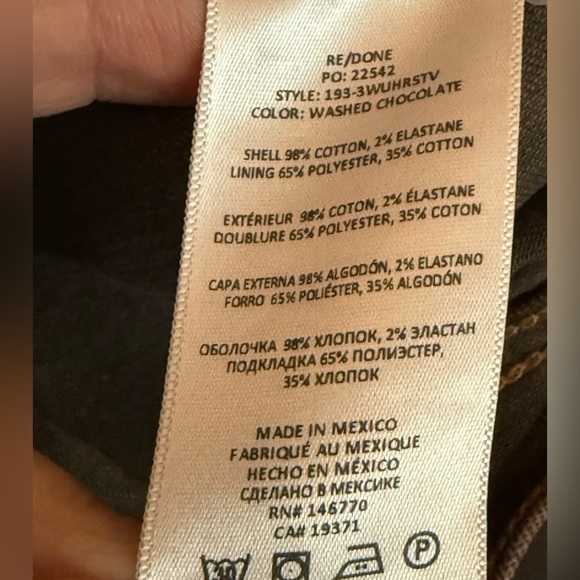 RE/DONE
PO: 22542
STYLE: 193-3WUHRSTV
COLOR: WASHED CHOCOLATE
SHELL 98% COTTON, 2% ELASTANE
LINING 65% POLYESTER, 35% COTTON
EXTÉRIEUR 98% COTON, 2% ÉLASTANE
DOUBLURE 65% POLYESTER, 35% COTON
CAPA EXTERNA 98% ALGODÓN, 2% ELASTANO
FORRO 65% POLIÉSTER, 35% ALGODÓN
ОБОЛОЧКА 98% ХЛОПОК, 2% ЭЛАСТАН
ПОДКЛАДКА 65% ПОЛИЭСТЕР,
35% ХЛОПОК
MADE IN MEXICO
FABRIQUÉ AU MEXIQUE
HECHO EN MÉXICO
СДЕЛАНО В МЕКСИКЕ
RN# 146770
CA# 19371
30 P